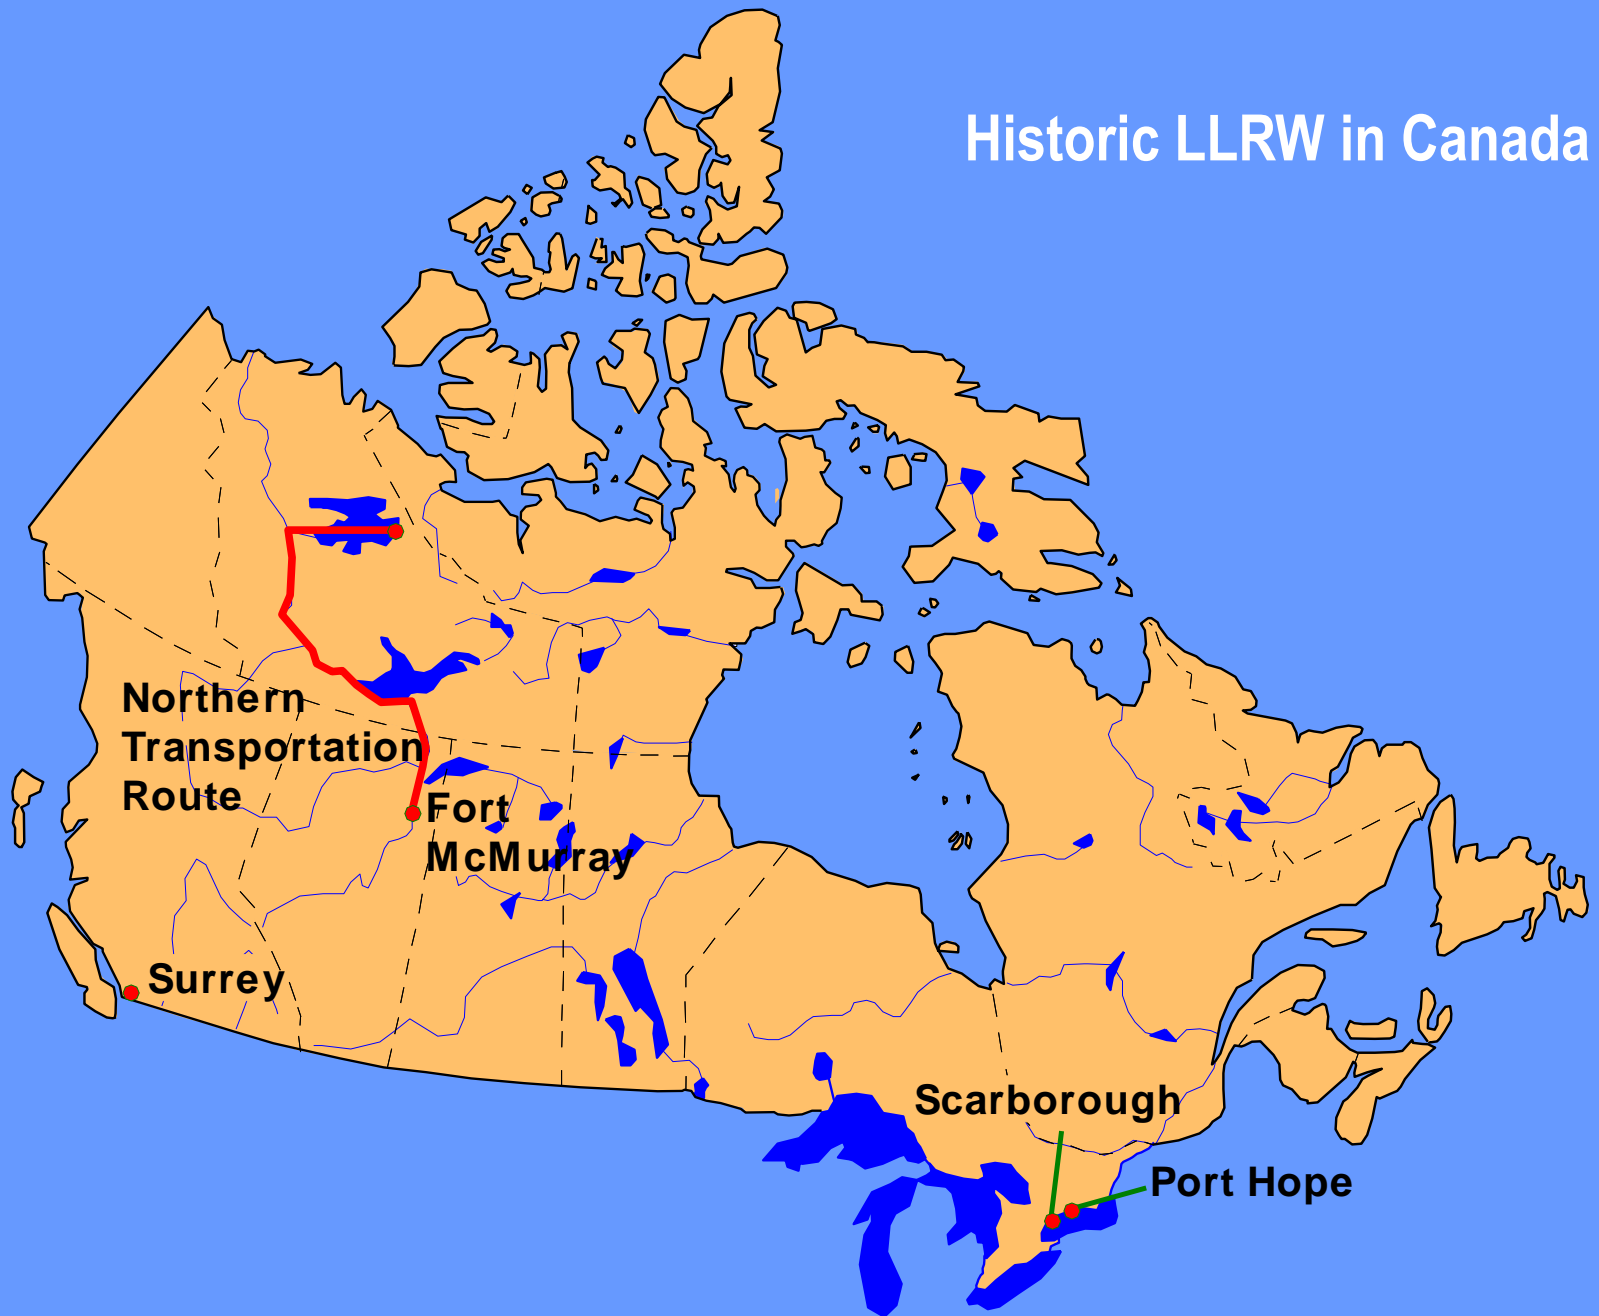 Historic LLRW in Canada
Northern
Transportation
Route
Fort
McMurray
Surrey
Scarborough
Port Hope